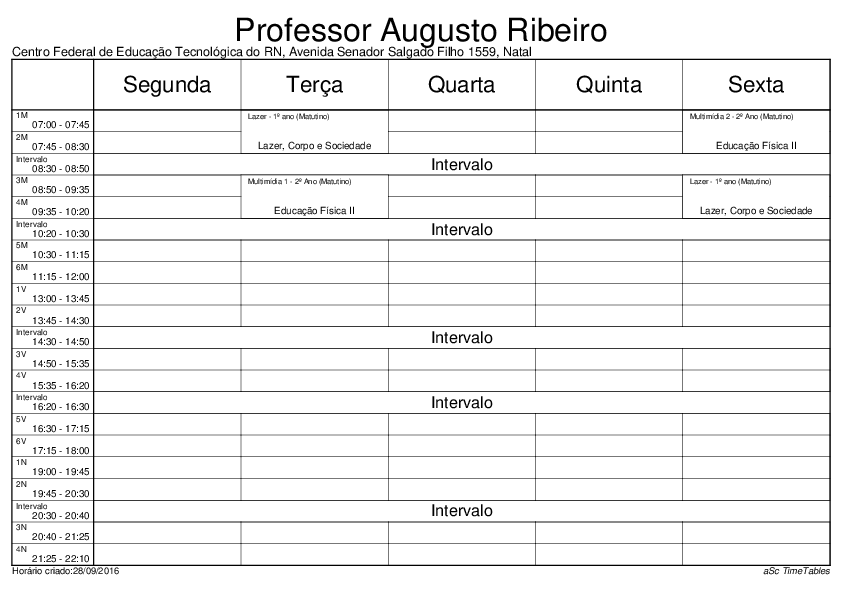 Professor Augusto Ribeiro
Centro Federal de Educação Tecnológica do RN, Avenida Senador Salgado Filho 1559, Natal
Segunda Terça Quarta Quinta Sexta
1M
07:00 - 07:45
Lazer - 1º ano (Matutino)
Multimídia 2 - 2º Ano (Matutino)
2M
07:45 - 08:30
Lazer, Corpo e Sociedade
Educação Física II
Intervalo
08:30 - 08:50
Intervalo
3M
08:50 - 09:35
Multimídia 1 - 2º Ano (Matutino)
Lazer - 1º ano (Matutino)
4M
09:35 - 10:20
Educação Física II
Lazer, Corpo e Sociedade
Intervalo
10:20 - 10:30
Intervalo
5M
10:30 - 11:15
6M
11:15 - 12:00
1V
13:00 - 13:45
2V
13:45 - 14:30
Intervalo
14:30 - 14:50
Intervalo
3V
14:50 - 15:35
4V
15:35 - 16:20
Intervalo
16:20 - 16:30
Intervalo
5V
16:30 - 17:15
6V
17:15 - 18:00
1N
19:00 - 19:45
2N
19:45 - 20:30
Intervalo
20:30 - 20:40
Intervalo
3N
20:40 - 21:25
4N
21:25 - 22:10
Horário criado:28/09/2016
aSc TimeTables